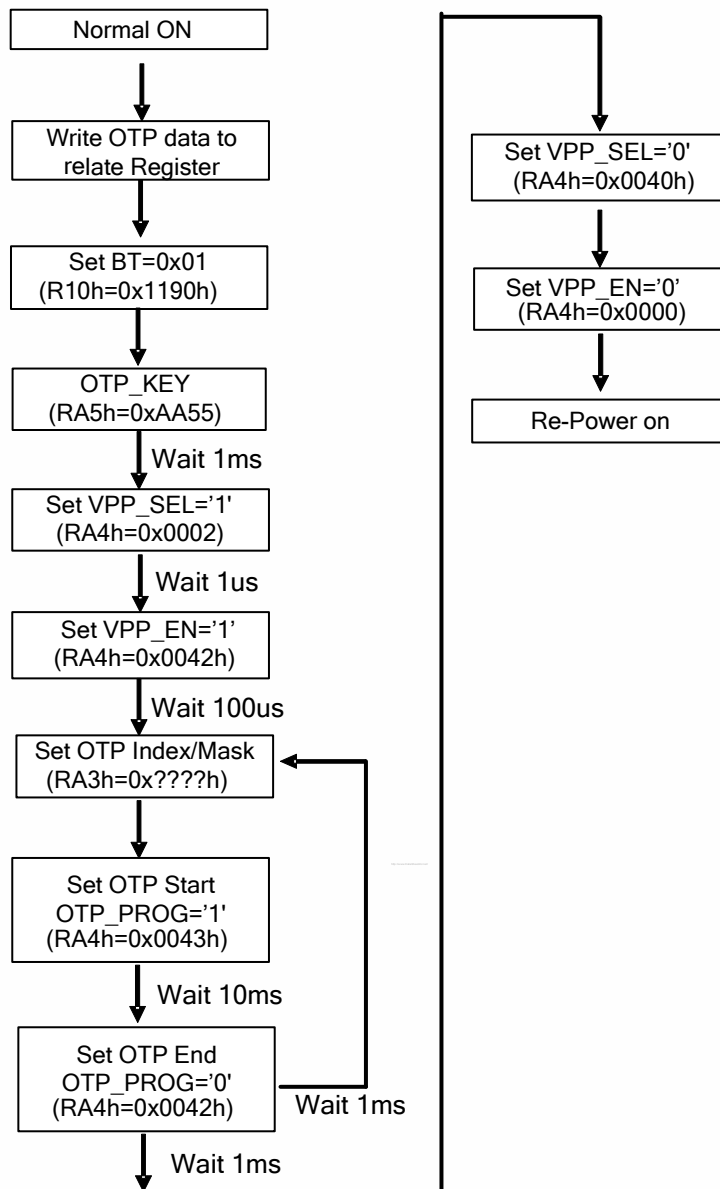 Normal ON
Write OTP data to
relate Register
Set BT=0x01
(R10h=0x1190h)
OTP_KEY
(RA5h=0xAA55)
Wait 1ms
Set VPP_SEL='1'
(RA4h=0x0002)
Wait 1us
Set VPP_EN='1'
(RA4h=0x0042h)
Wait 100us
Set OTP Index/Mask
(RA3h=0x????h)
Set OTP Start
OTP_PROG='1'
(RA4h=0x0043h)
Wait 10ms
Set OTP End
OTP_PROG='0'
(RA4h=0x0042h)
Wait 1ms
Wait 1ms
Set VPP_SEL='0'
(RA4h=0x0040h)
Set VPP_EN='0'
(RA4h=0x0000)
Re-Power on